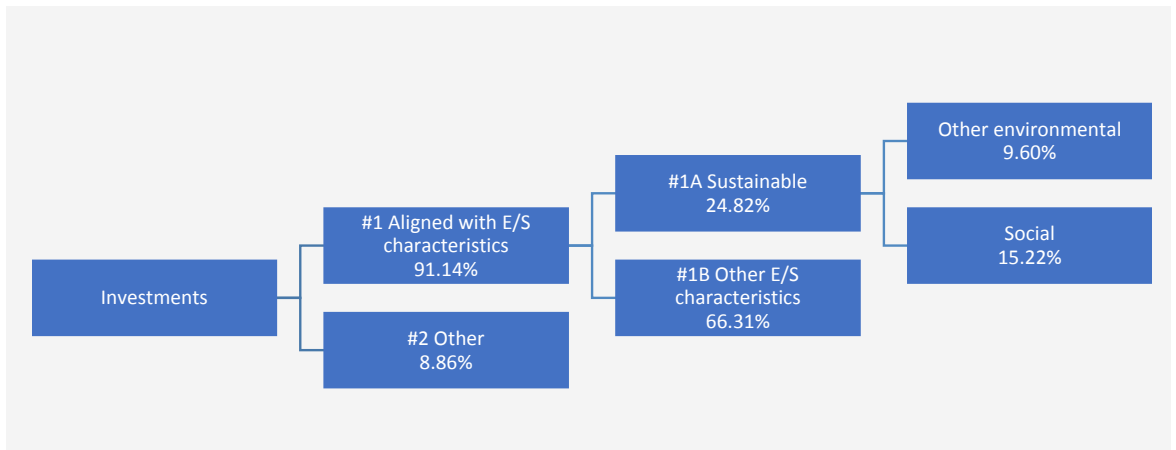 Investments
#1 Aligned with E/S
characteristics
91.14%
#2 Other
8.86%
#1A Sustainable
24.82%
#1B Other E/S
characteristics
66.31%
Other environmental
9.60%
Social
15.22%